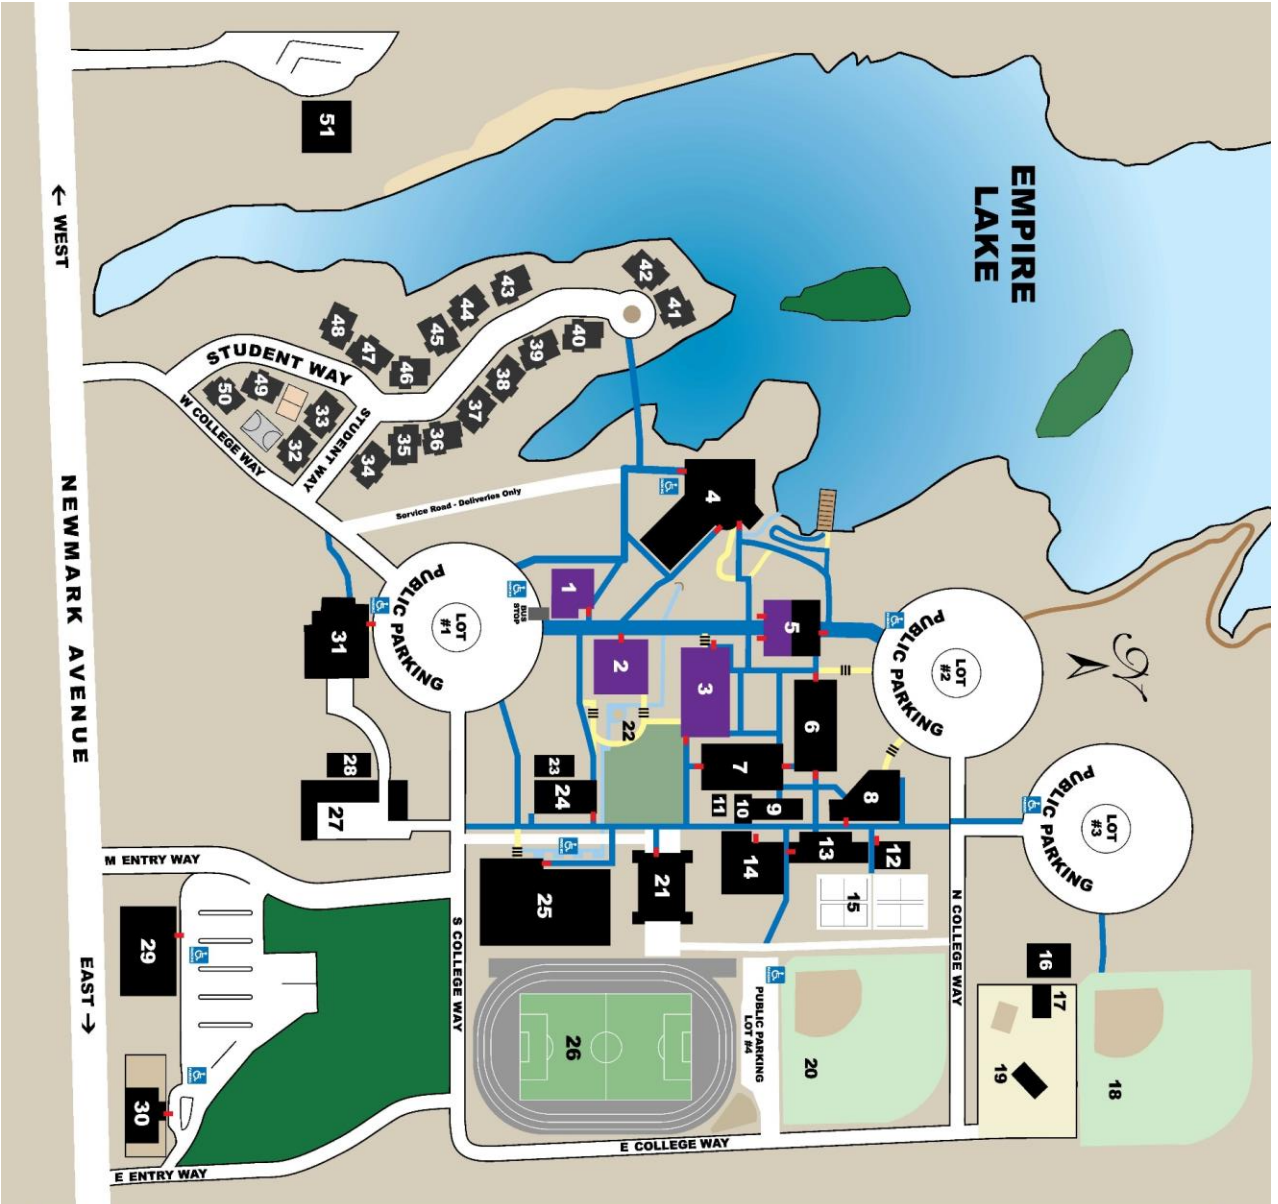 51
← WEST
NEWMARK AVENUE
EAST →
EMPIRE
LAKE
42
41
43
44
45
40
39
38
37
36
35
34
48
47
46
49
50
33
32
STUDENT WAY
STUDENT WAY
W COLLEGE WAY
Service Road - Deliveries Only
4
1
BUS
STOP
5
2
3
PUBLIC PARKING
LOT
#1
PUBLIC PARKING
LOT
#2
PUBLIC PARKING
LOT
#3
N
31
22
6
7
8
28
27
23
24
11
10
9
14
13
12
15
21
25
M ENTRY WAY
S COLLEGE WAY
N COLLEGE WAY
29
30
26
PUBLIC PARKING
LOT #4
20
16
17
19
18
E COLLEGE WAY
E ENTRY WAY